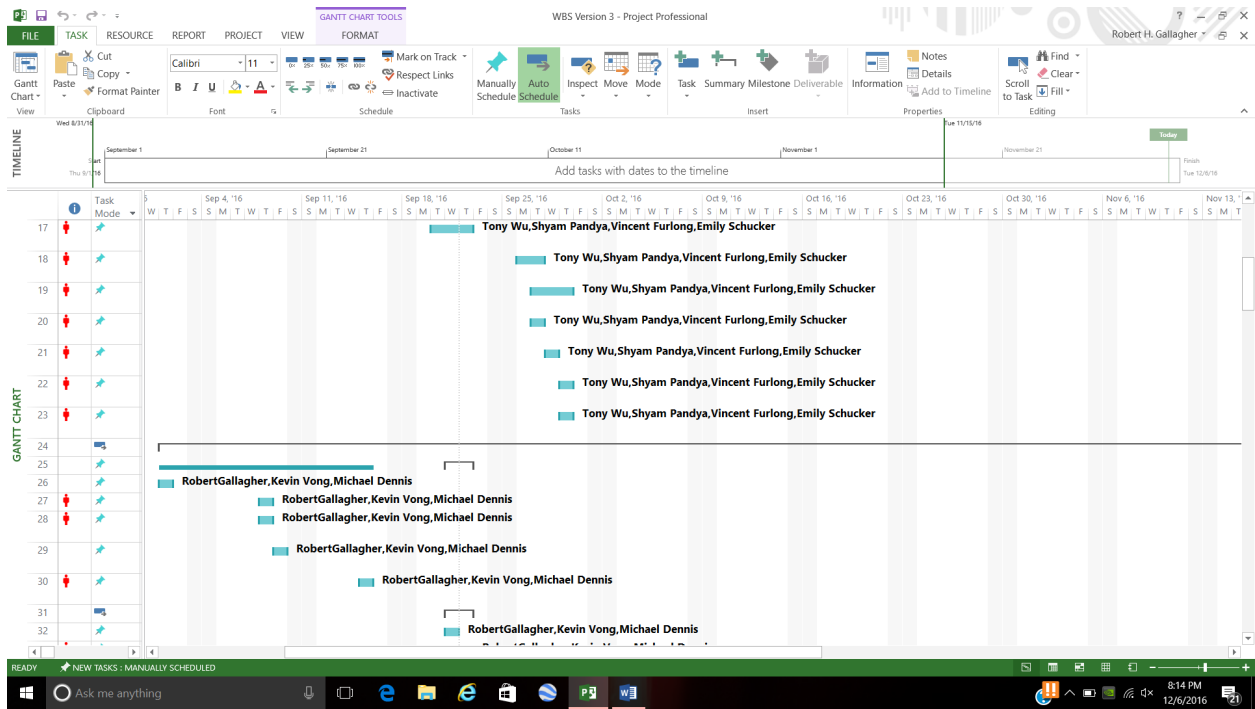 GANTT CHART TOOLS
WBS Version 3 - Project Professional
?
FILE TASK RESOURCE REPORT PROJECT VIEW FORMAT
Robert H. Gallagher
Gantt Chart
View
Paste
Cut
Copy
Format Painter
Clipboard
Calibri 11
B I U A
Font
0% 25% 50% 75% 100%
Mark on Track
Respect Links
Inactivate
Schedule
Manually Schedule
Auto Schedule
Inspect Move Mode
Tasks
Task Summary Milestone Deliverable
Insert
Information
Notes
Details
Add to Timeline
Properties
Scroll to Task
Find
Clear
Fill
Editing
TIMELINE
Wed 8/31/16
Tue 11/15/16
Today
September 1 September 21 October 11 November 1 November 21
Start
Thu 9/1/16
Add tasks with dates to the timeline
Finish
Tue 12/6/16
GANTT CHART
Task Mode
Sep 4, '16 Sep 11, '16 Sep 18, '16 Sep 25, '16 Oct 2, '16 Oct 9, '16 Oct 16, '16 Oct 23, '16 Oct 30, '16 Nov 6, '16 Nov 13, '
W T F S S M T W T F S S M T W T F S S M T W T F S S M T W T F S S M T W T F S S M T W T F S S M T W T F S S M T W T F S S M T W T F S S M T W T F S S M T
17 Tony Wu,Shyam Pandya,Vincent Furlong,Emily Schucker
18 Tony Wu,Shyam Pandya,Vincent Furlong,Emily Schucker
19 Tony Wu,Shyam Pandya,Vincent Furlong,Emily Schucker
20 Tony Wu,Shyam Pandya,Vincent Furlong,Emily Schucker
21 Tony Wu,Shyam Pandya,Vincent Furlong,Emily Schucker
22 Tony Wu,Shyam Pandya,Vincent Furlong,Emily Schucker
23 Tony Wu,Shyam Pandya,Vincent Furlong,Emily Schucker
24
25
26 RobertGallagher,Kevin Vong,Michael Dennis
27 RobertGallagher,Kevin Vong,Michael Dennis
28 RobertGallagher,Kevin Vong,Michael Dennis
29 RobertGallagher,Kevin Vong,Michael Dennis
30 RobertGallagher,Kevin Vong,Michael Dennis
31
32 RobertGallagher,Kevin Vong,Michael Dennis
READY NEW TASKS : MANUALLY SCHEDULED
Ask me anything
8:14 PM
12/6/2016
21